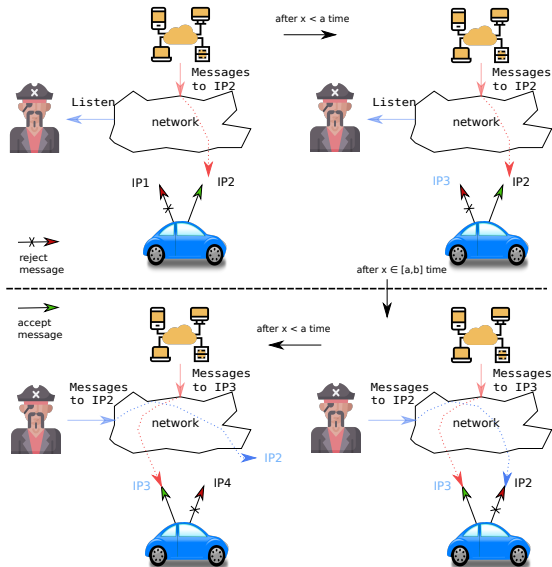 after x < a time
Messages
to IP2
Listen
network
IP1
IP2
Messages
to IP2
Listen
network
IP3
IP2
reject
message
after x ∈ [a,b] time
accept
message
after x < a time
Messages
to IP3
Messages
to IP2
network
IP2
IP3
IP4
Messages
to IP3
Messages
to IP2
network
IP3
IP2